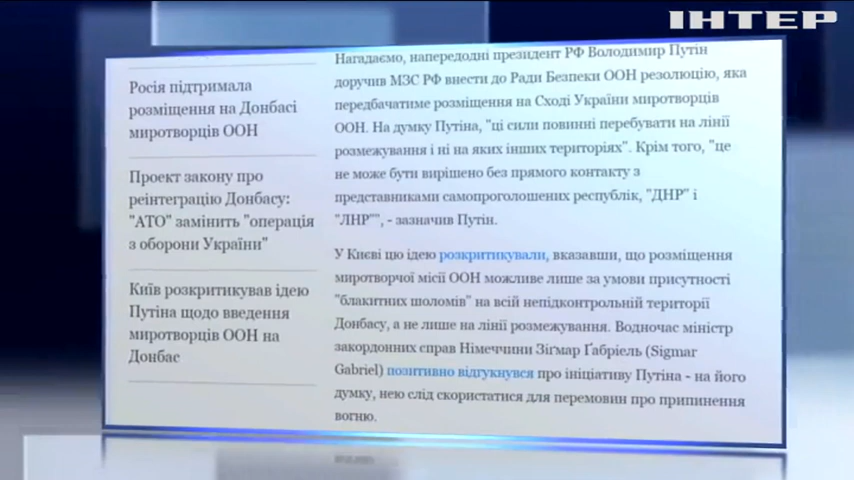 ІНТЕР
Росія підтримала
розміщення на Донбасі
миротворців ООН
Проект закону про
реінтеграцію Донбасу:
"АТО" замінить "операція
з оборони України"
Київ розкритикував ідею
Путіна щодо введення
миротворців ООН на
Донбас
Нагадаємо, напередодні президент РФ Володимир Путін
доручив МЗС РФ внести до Ради Безпеки ООН резолюцію, яка
передбачатиме розміщення на Сході України миротворців
ООН. На думку Путіна, "ці сили повинні перебувати на лінії
розмежування і ні на яких інших територіях". Крім того, "це
не може бути вирішено без прямого контакту з
представниками самопроголошених республік, "ДНР" і
"ЛНР"", - зазначив Путін.
У Києві цю ідею розкритикували, вказавши, що розміщення
миротворчої місії ООН можливе лише за умови присутності
"блакитних шоломів" на всій непідконтрольній території
Донбасу, а не лише на лінії розмежування. Водночас міністр
закордонних справ Німеччини Зіґмар Ґабріель (Sigmar
Gabriel) позитивно відгукнувся про ініціативу Путіна - на його
думку, нею слід скористатися для перемовин про припинення
вогню.